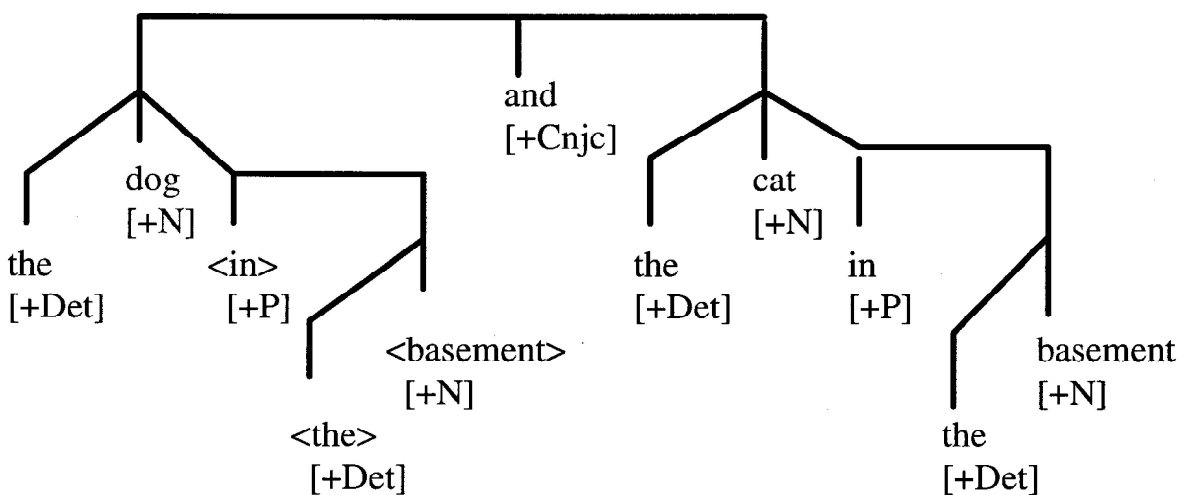 and
[+Cnjc]
dog
[+N]
cat
[+N]
the
[+Det]
<in>
[+P]
the
[+Det]
in
[+P]
<basement>
[+N]
basement
[+N]
<the>
[+Det]
the
[+Det]